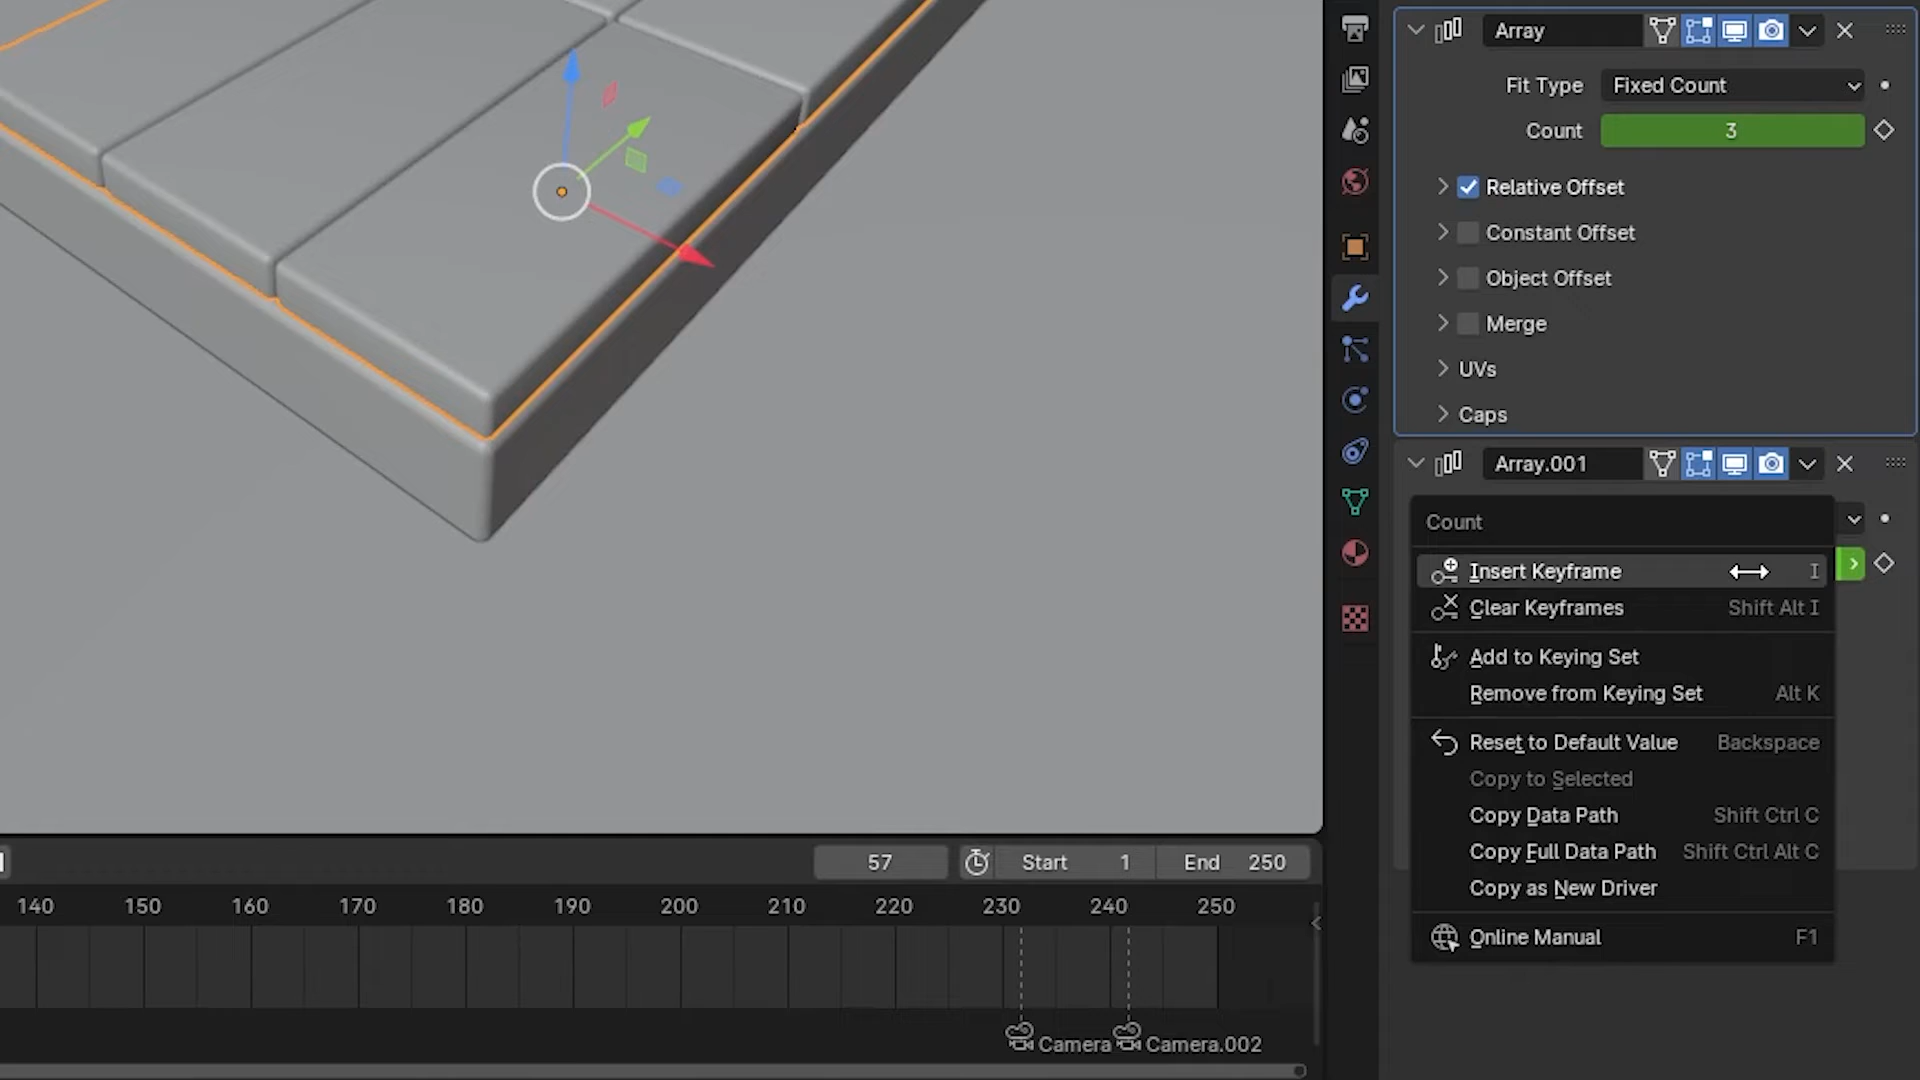 Array
Fit Type Fixed Count
Count 3
Relative Offset
Constant Offset
Object Offset
Merge
UVs
Caps
Array.001
Count
Insert Keyframe I
Clear Keyframes Shift Alt I
Add to Keying Set
Remove from Keying Set Alt K
Reset to Default Value Backspace
Copy to Selected
Copy Data Path Shift Ctrl C
Copy Full Data Path Shift Ctrl Alt C
Copy as New Driver
Online Manual F1
57 Start 1 End 250
140 150 160 170 180 190 200 210 220 230 240 250
Camera Camera.002